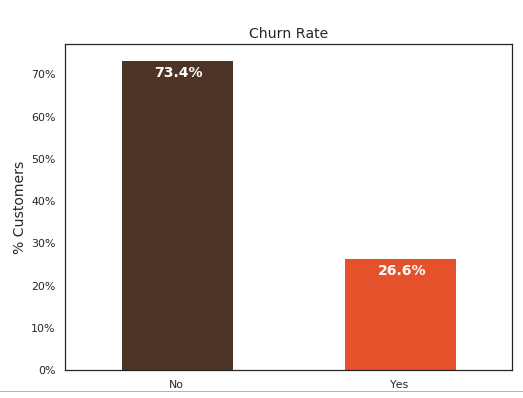 Churn Rate
73.4%
26.6%
% Customers
70%
60%
50%
40%
30%
20%
10%
0%
No
Yes